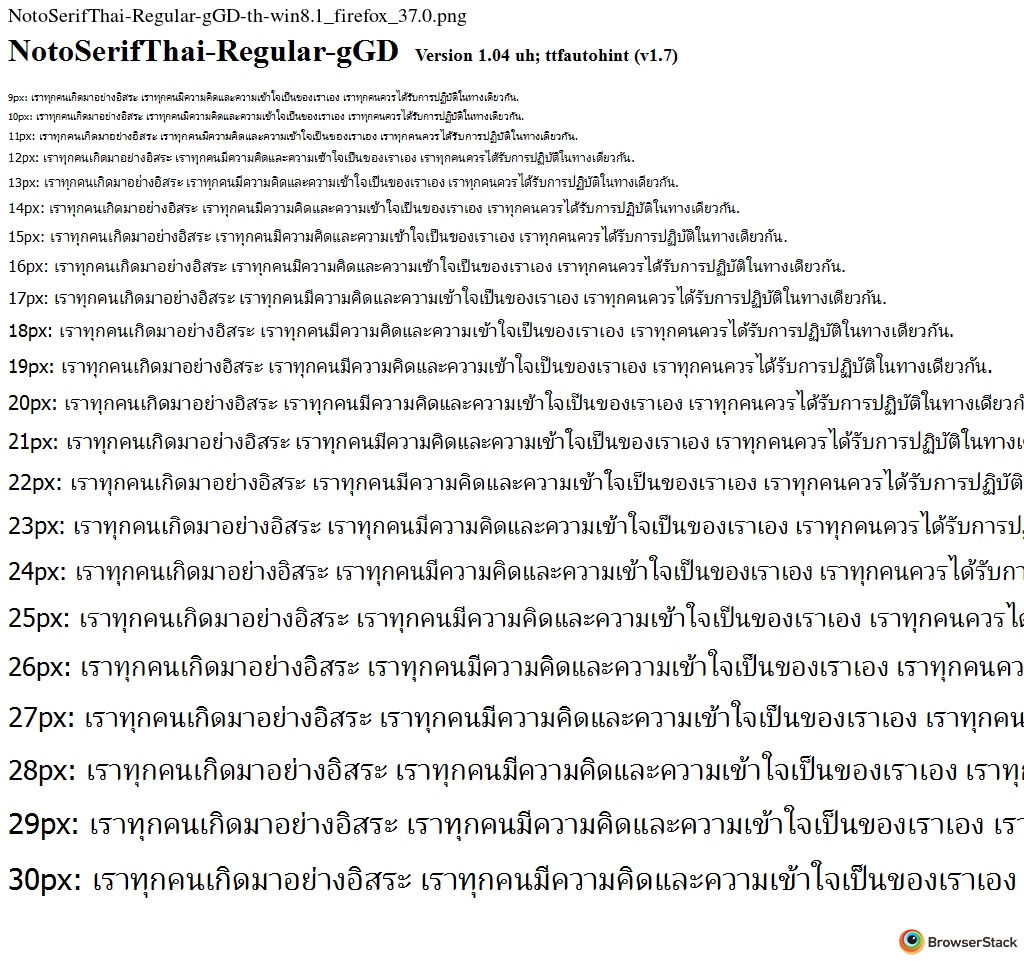 NotoSerifThai-Regular-gGD-th-win8.1_firefox_37.0.png
NotoSerifThai-Regular-gGD Version 1.04 uh; ttfautohint (v1.7)
9px: เราทุกคนเกิดมาอย่างอิสระ เราทุกคนมีความคิดและความเข้าใจเป็นของเราเอง เราทุกคนควรได้รับการปฏิบัติในทางเดียวกัน.
10px: เราทุกคนเกิดมาอย่างอิสระ เราทุกคนมีความคิดและความเข้าใจเป็นของเราเอง เราทุกคนควรได้รับการปฏิบัติในทางเดียวกัน.
11px: เราทุกคนเกิดมาอย่างอิสระ เราทุกคนมีความคิดและความเข้าใจเป็นของเราเอง เราทุกคนควรได้รับการปฏิบัติในทางเดียวกัน.
12px: เราทุกคนเกิดมาอย่างอิสระ เราทุกคนมีความคิดและความเข้าใจเป็นของเราเอง เราทุกคนควรได้รับการปฏิบัติในทางเดียวกัน.
13px: เราทุกคนเกิดมาอย่างอิสระ เราทุกคนมีความคิดและความเข้าใจเป็นของเราเอง เราทุกคนควรได้รับการปฏิบัติในทางเดียวกัน.
14px: เราทุกคนเกิดมาอย่างอิสระ เราทุกคนมีความคิดและความเข้าใจเป็นของเราเอง เราทุกคนควรได้รับการปฏิบัติในทางเดียวกัน.
15px: เราทุกคนเกิดมาอย่างอิสระ เราทุกคนมีความคิดและความเข้าใจเป็นของเราเอง เราทุกคนควรได้รับการปฏิบัติในทางเดียวกัน.
16px: เราทุกคนเกิดมาอย่างอิสระ เราทุกคนมีความคิดและความเข้าใจเป็นของเราเอง เราทุกคนควรได้รับการปฏิบัติในทางเดียวกัน.
17px: เราทุกคนเกิดมาอย่างอิสระ เราทุกคนมีความคิดและความเข้าใจเป็นของเราเอง เราทุกคนควรได้รับการปฏิบัติในทางเดียวกัน.
18px: เราทุกคนเกิดมาอย่างอิสระ เราทุกคนมีความคิดและความเข้าใจเป็นของเราเอง เราทุกคนควรได้รับการปฏิบัติในทางเดียวกัน.
19px: เราทุกคนเกิดมาอย่างอิสระ เราทุกคนมีความคิดและความเข้าใจเป็นของเราเอง เราทุกคนควรได้รับการปฏิบัติในทางเดียวกัน.
20px: เราทุกคนเกิดมาอย่างอิสระ เราทุกคนมีความคิดและความเข้าใจเป็นของเราเอง เราทุกคนควรได้รับการปฏิบัติในทางเดียวกั
21px: เราทุกคนเกิดมาอย่างอิสระ เราทุกคนมีความคิดและความเข้าใจเป็นของเราเอง เราทุกคนควรได้รับการปฏิบัติในทาง
22px: เราทุกคนเกิดมาอย่างอิสระ เราทุกคนมีความคิดและความเข้าใจเป็นของเราเอง เราทุกคนควรได้รับการปฏิบัติ
23px: เราทุกคนเกิดมาอย่างอิสระ เราทุกคนมีความคิดและความเข้าใจเป็นของเราเอง เราทุกคนควรได้รับการป
24px: เราทุกคนเกิดมาอย่างอิสระ เราทุกคนมีความคิดและความเข้าใจเป็นของเราเอง เราทุกคนควรได้รับกา
25px: เราทุกคนเกิดมาอย่างอิสระ เราทุกคนมีความคิดและความเข้าใจเป็นของเราเอง เราทุกคนควรได้
26px: เราทุกคนเกิดมาอย่างอิสระ เราทุกคนมีความคิดและความเข้าใจเป็นของเราเอง เราทุกคนคว
27px: เราทุกคนเกิดมาอย่างอิสระ เราทุกคนมีความคิดและความเข้าใจเป็นของเราเอง เราทุกคน
28px: เราทุกคนเกิดมาอย่างอิสระ เราทุกคนมีความคิดและความเข้าใจเป็นของเราเอง เราทุ
29px: เราทุกคนเกิดมาอย่างอิสระ เราทุกคนมีความคิดและความเข้าใจเป็นของเราเอง เรา
30px: เราทุกคนเกิดมาอย่างอิสระ เราทุกคนมีความคิดและความเข้าใจเป็นของเราเอง
BrowserStack